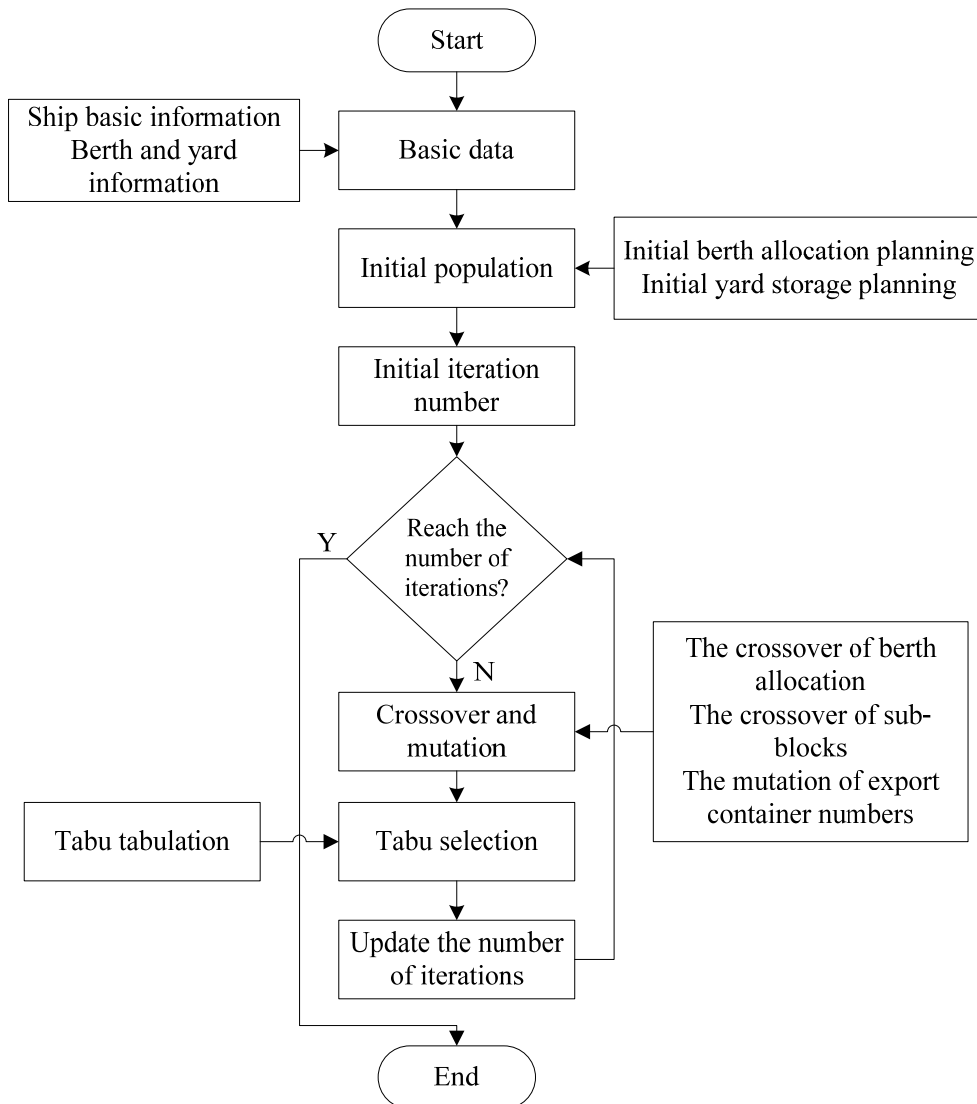 Start
Ship basic information
Berth and yard
information
Basic data
Initial population
Initial berth allocation planning
Initial yard storage planning
Initial iteration
number
Reach the
number of
iterations?
Y
N
Crossover and
mutation
The crossover of berth
allocation
The crossover of sub-
blocks
The mutation of export
container numbers
Tabu tabulation
Tabu selection
Update the number
of iterations
End